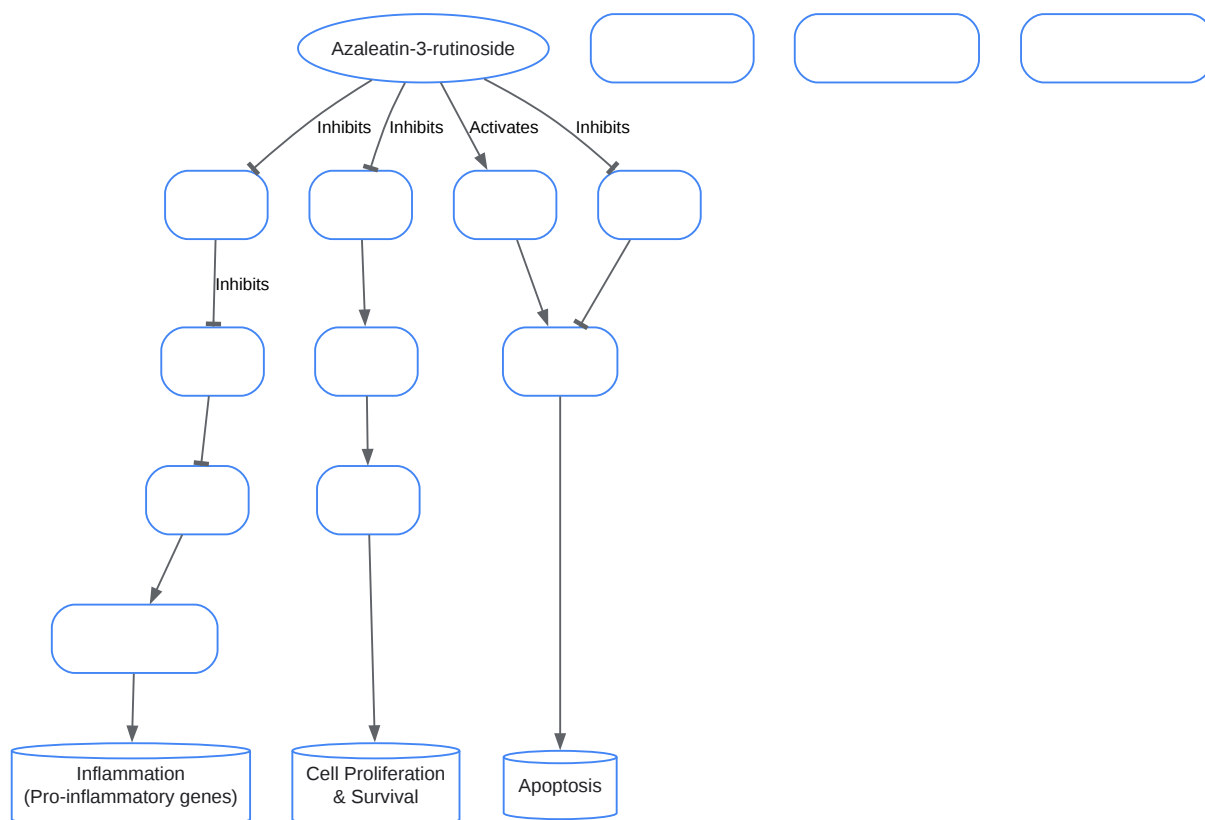 Azaleatin-3-rutinoside
Inhibits
Inhibits
Activates
Inhibits
Inhibits
Inflammation
(Pro-inflammatory genes)
Cell Proliferation
& Survival
Apoptosis